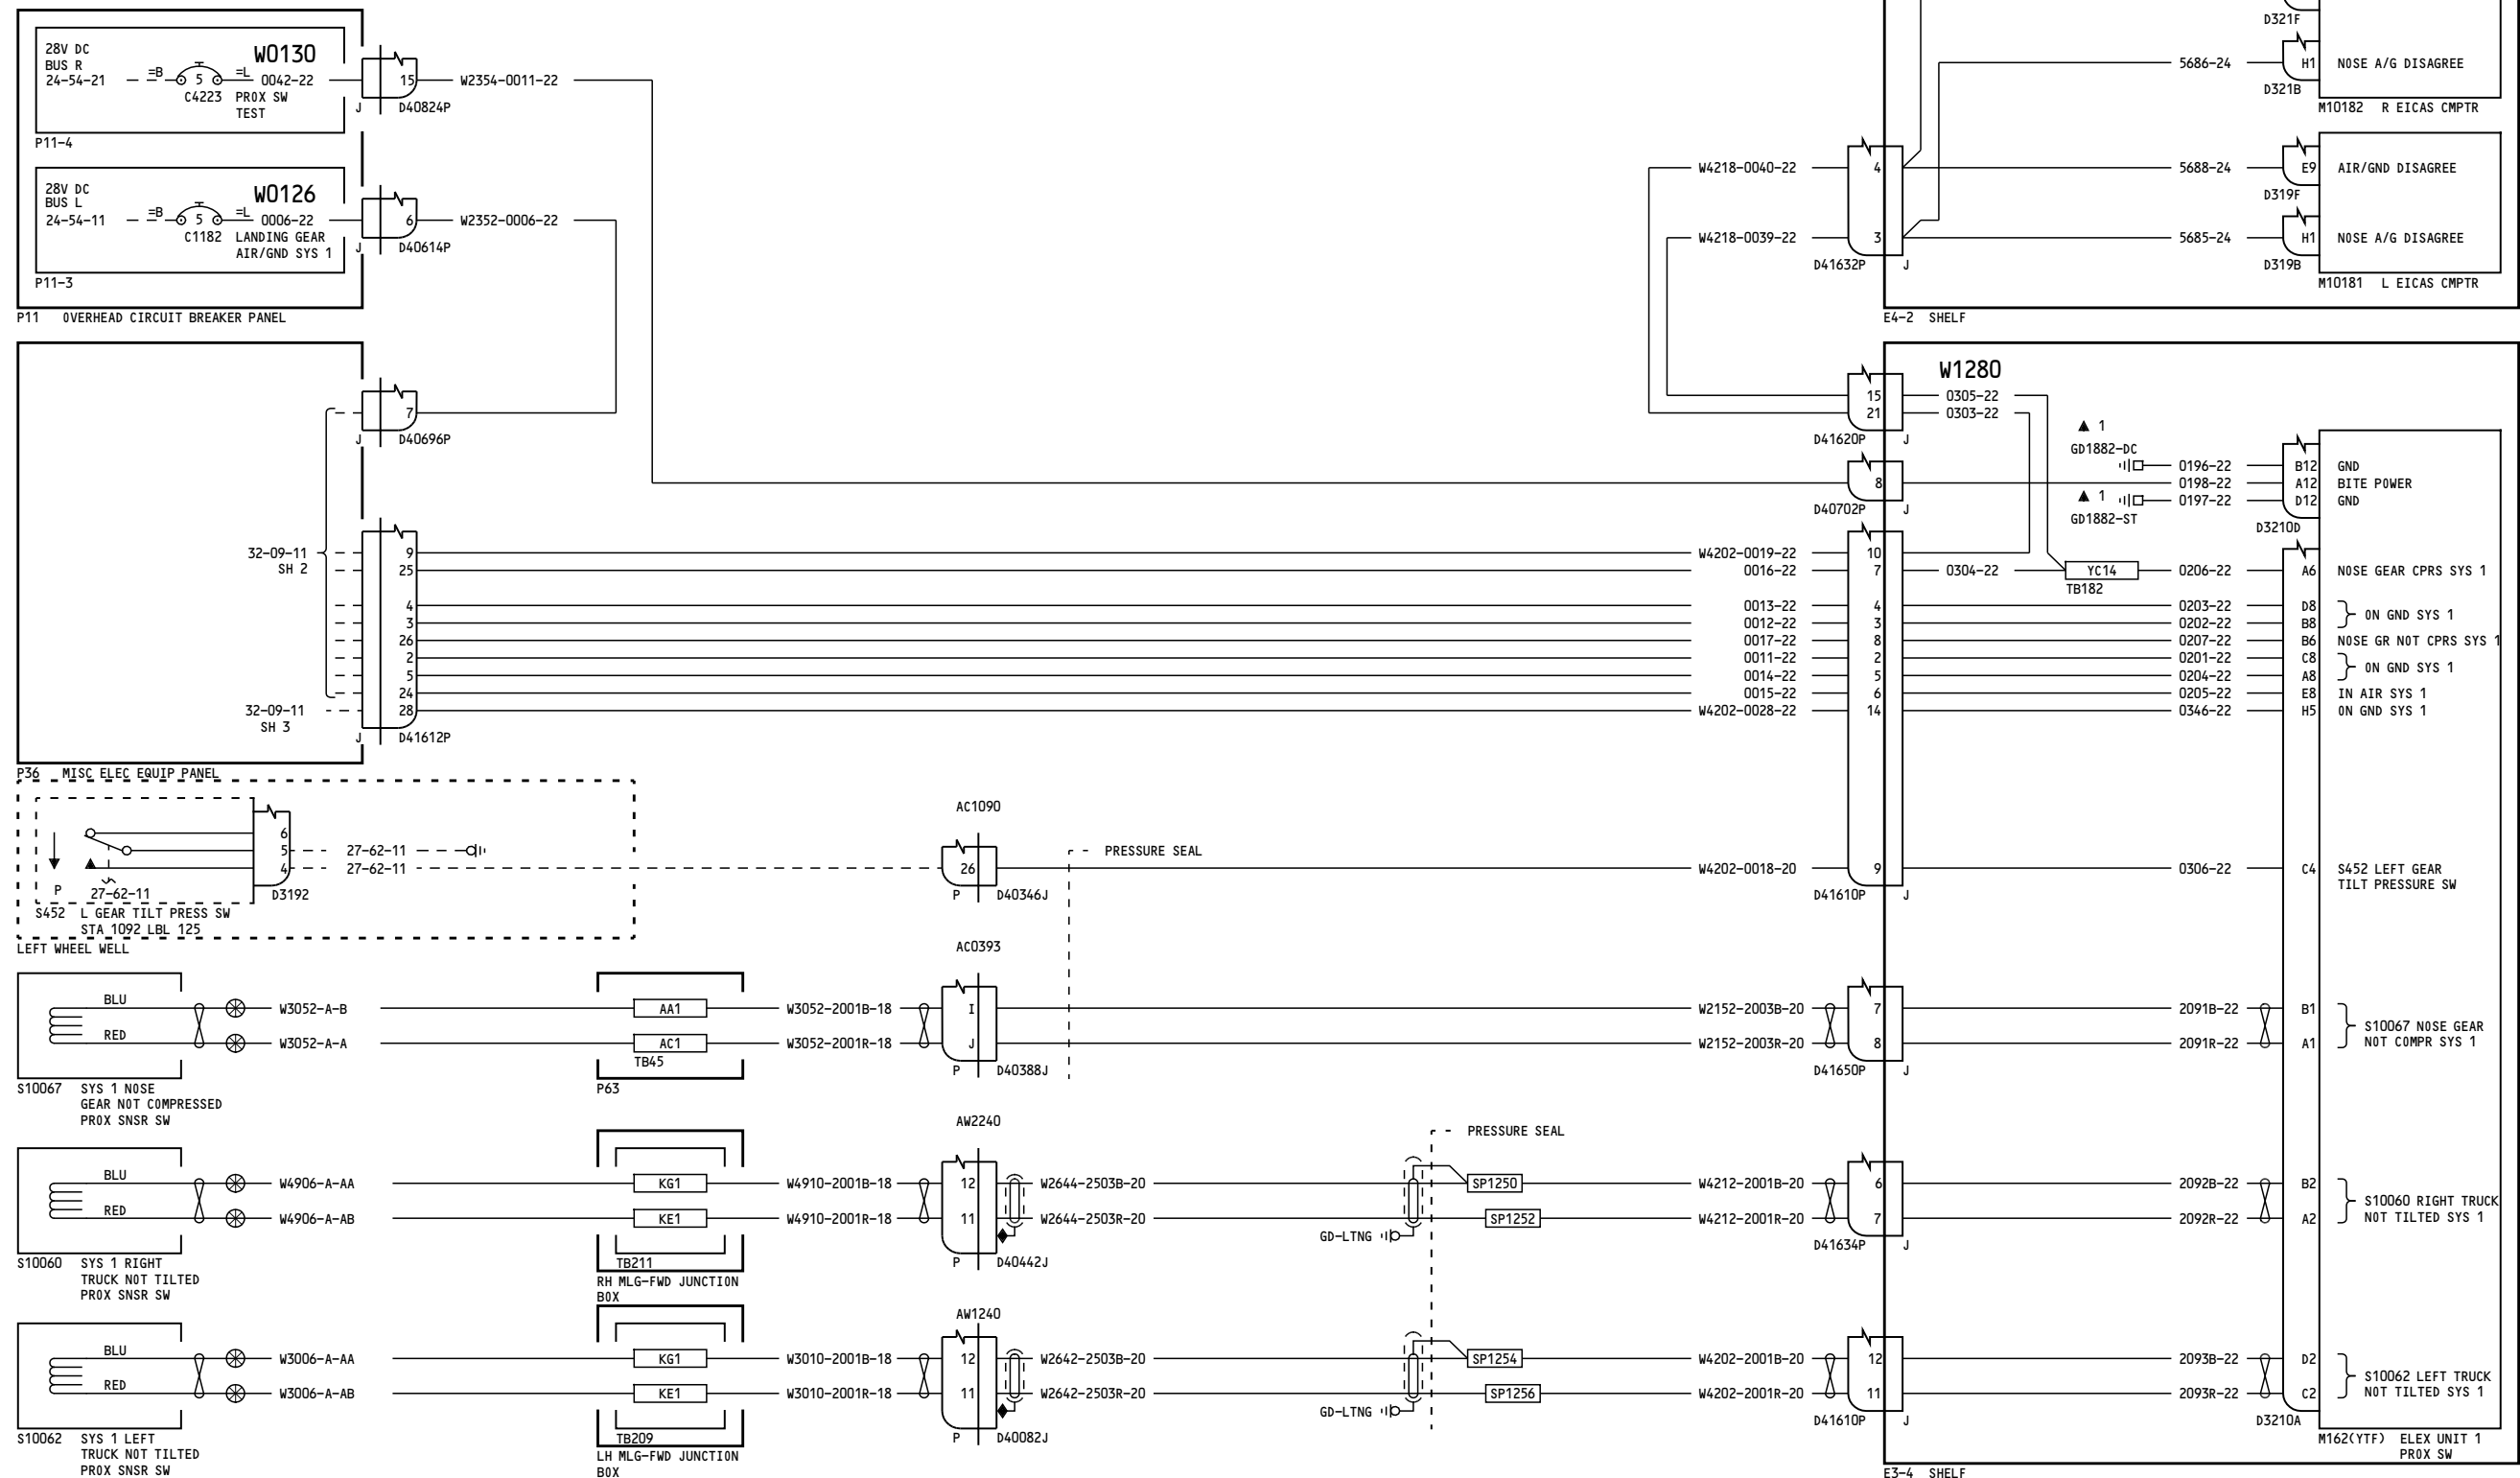 28V DC
BUS R
24-54-21
=B
5
=L
C4223
W0130
0042-22
PROX SW
TEST
P11-4
15
J
D40824P
W2354-0011-22
28V DC
BUS L
24-54-11
=B
5
=L
C1182
W0126
0006-22
LANDING GEAR
AIR/GND SYS 1
P11-3
6
J
D40614P
W2352-0006-22
P11 OVERHEAD CIRCUIT BREAKER PANEL
D321F
5686-24
H1
NOSE A/G DISAGREE
D321B
M10182 R EICAS CMPTR
W4218-0040-22
4
5688-24
E9
AIR/GND DISAGREE
D319F
W4218-0039-22
3
5685-24
H1
NOSE A/G DISAGREE
D41632P
J
D319B
M10181 L EICAS CMPTR
E4-2 SHELF
7
J
D40696P
W1280
15
0305-22
21
0303-22
D41620P
J
▲ 1
GD1882-DC
0196-22
B12
GND
8
0198-22
A12
BITE POWER
▲ 1
0197-22
D12
GND
D40702P
J
GD1882-ST
D3210D
32-09-11
SH 2
9
W4202-0019-22
10
25
0016-22
7
0304-22
YC14
TB182
0206-22
A6
NOSE GEAR CPRS SYS 1
4
0013-22
4
0203-22
D8
ON GND SYS 1
3
0012-22
3
0202-22
B8
26
0017-22
8
0207-22
B6
NOSE GR NOT CPRS SYS 1
2
0011-22
2
0201-22
C8
ON GND SYS 1
5
0014-22
5
0204-22
A8
24
0015-22
6
0205-22
E8
IN AIR SYS 1
32-09-11
SH 3
28
W4202-0028-22
14
0346-22
H5
ON GND SYS 1
J
D41612P
P36 MISC ELEC EQUIP PANEL
6
5
4
27-62-11
27-62-11
P
27-62-11
D3192
S452 L GEAR TILT PRESS SW
STA 1092 LBL 125
LEFT WHEEL WELL
AC1090
26
P
D40346J
PRESSURE SEAL
W4202-0018-20
9
D41610P
J
0306-22
C4
S452 LEFT GEAR
TILT PRESSURE SW
AC0393
BLU
W3052-A-B
AA1
W3052-2001B-18
I
W2152-2003B-20
7
2091B-22
B1
RED
W3052-A-A
AC1
W3052-2001R-18
J
W2152-2003R-20
8
2091R-22
A1
S10067 NOSE GEAR
NOT COMPR SYS 1
TB45
P63
P
D40388J
D41650P
J
S10067 SYS 1 NOSE
GEAR NOT COMPRESSED
PROX SNSR SW
AW2240
PRESSURE SEAL
BLU
W4906-A-AA
KG1
W4910-2001B-18
12
W2644-2503B-20
SP1250
W4212-2001B-20
6
2092B-22
B2
RED
W4906-A-AB
KE1
W4910-2001R-18
11
W2644-2503R-20
SP1252
W4212-2001R-20
7
2092R-22
A2
S10060 RIGHT TRUCK
NOT TILTED SYS 1
GD-LTNG
TB211
RH MLG-FWD JUNCTION
BOX
P
D40442J
D41634P
J
S10060 SYS 1 RIGHT
TRUCK NOT TILTED
PROX SNSR SW
AW1240
BLU
W3006-A-AA
KG1
W3010-2001B-18
12
W2642-2503B-20
SP1254
W4202-2001B-20
12
2093B-22
D2
RED
W3006-A-AB
KE1
W3010-2001R-18
11
W2642-2503R-20
SP1256
W4202-2001R-20
11
2093R-22
C2
S10062 LEFT TRUCK
NOT TILTED SYS 1
GD-LTNG
TB209
LH MLG-FWD JUNCTION
BOX
P
D40082J
D41610P
J
D3210A
S10062 SYS 1 LEFT
TRUCK NOT TILTED
PROX SNSR SW
M162(YTF) ELEX UNIT 1
PROX SW
E3-4 SHELF